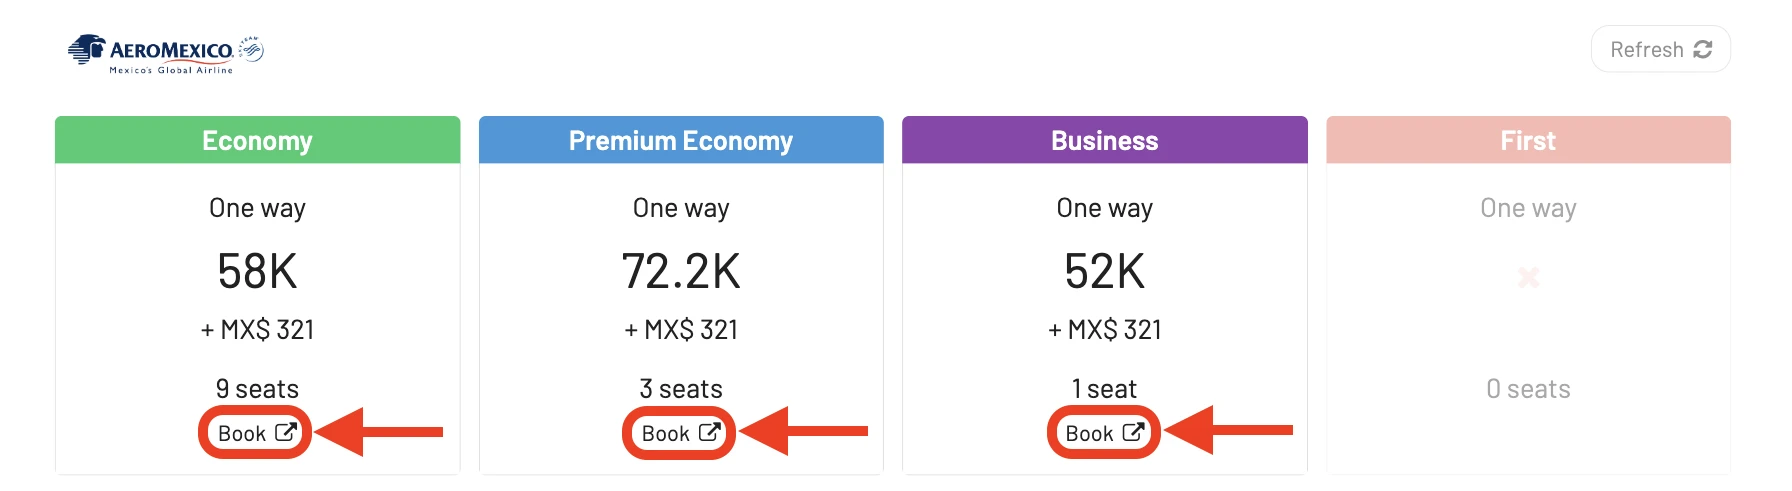 AEROMEXICO.
SKYTEAM
Mexico's Global Airline
Refresh
Economy
One way
58K
+ MX$ 321
9 seats
Book
Premium Economy
One way
72.2K
+ MX$ 321
3 seats
Book
Business
One way
52K
+ MX$ 321
1 seat
Book
First
One way
0 seats